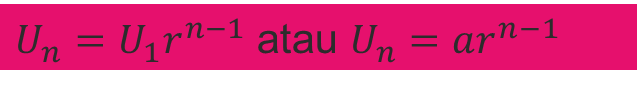 Uₙ = U₁rⁿ⁻¹ atau Uₙ = arⁿ⁻¹